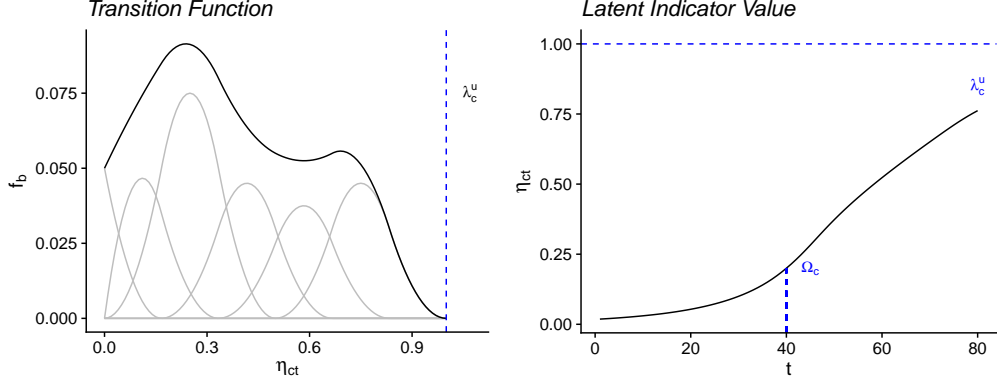 Transition Function
f_b
0.075
0.050
0.025
0.000
0.0 0.3 0.6 0.9
η_ct
λ_c^u
Latent Indicator Value
η_ct
1.00
0.75
0.50
0.25
0.00
0 20 40 60 80
t
λ_c^u
Ω_c